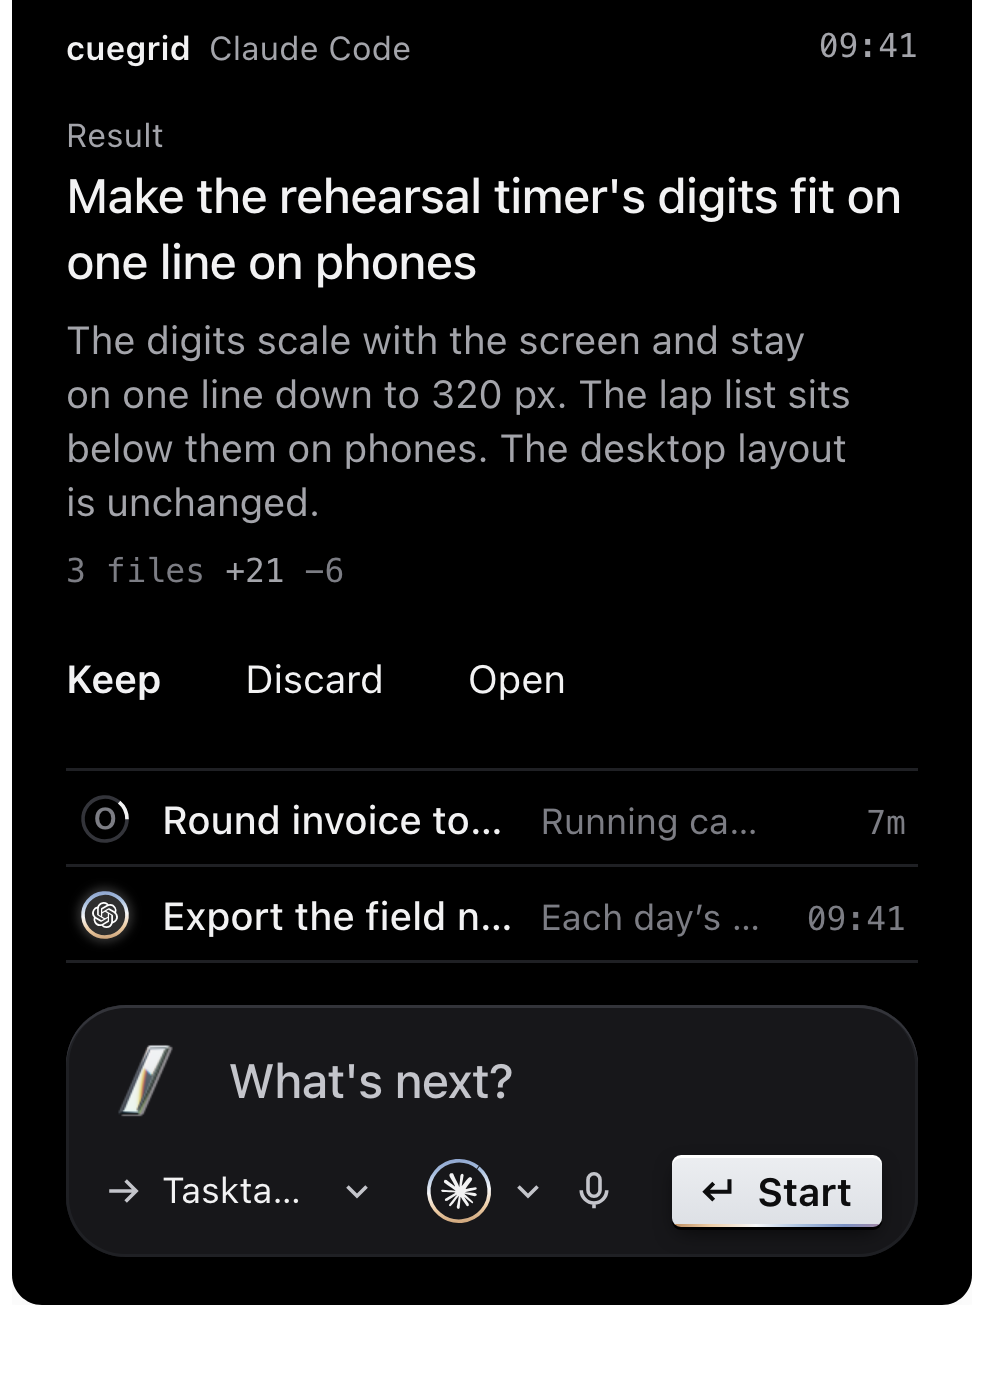 cuegrid Claude Code 09:41
Result
Make the rehearsal timer's digits fit on
one line on phones
The digits scale with the screen and stay
on one line down to 320 px. The lap list sits
below them on phones. The desktop layout
is unchanged.
3 files +21 −6
Keep Discard Open
O Round invoice to... Running ca... 7m
Export the field n... Each day’s ... 09:41
What's next?
→ Taskta... ↵ Start